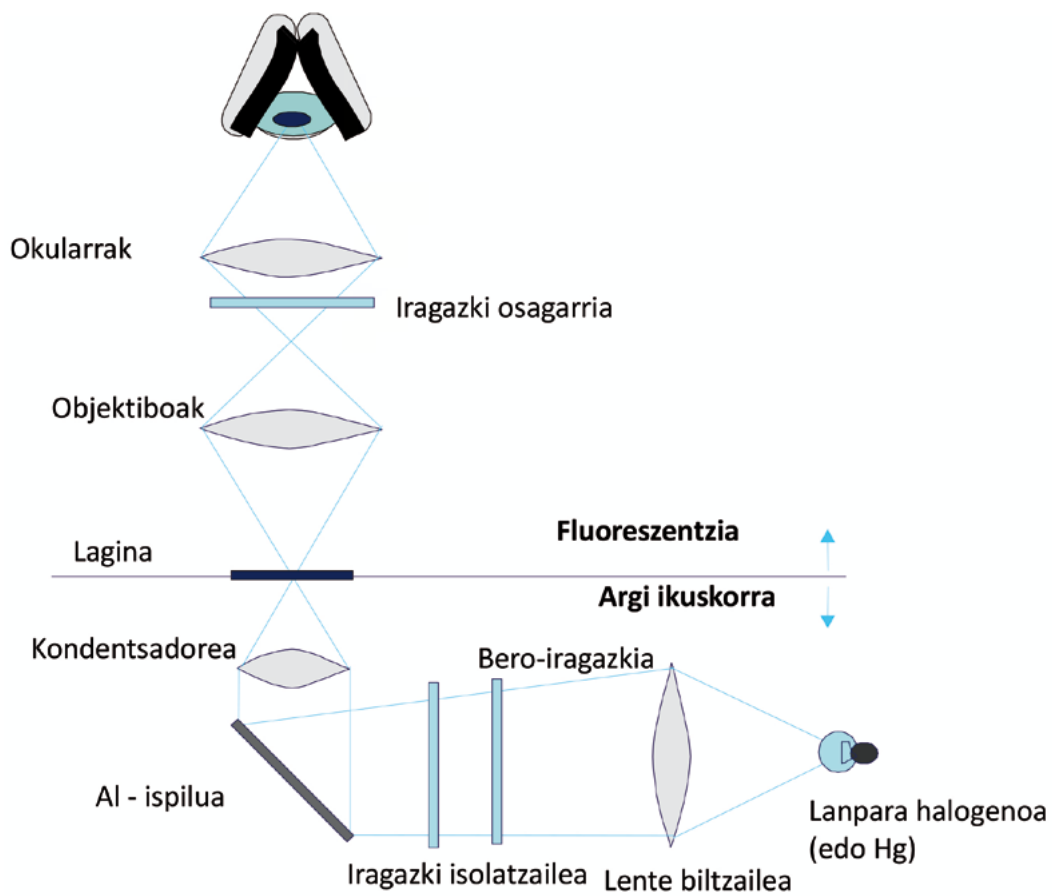 Okularrak
Iragazki osagarria
Objektiboak
Fluoreszentzia
Lagina
Argi ikuskorra
Kondentsadorea
Bero-iragazkia
Al - ispilua
Lanpara halogenoa
(edo Hg)
Iragazki isolatzailea
Lente biltzailea